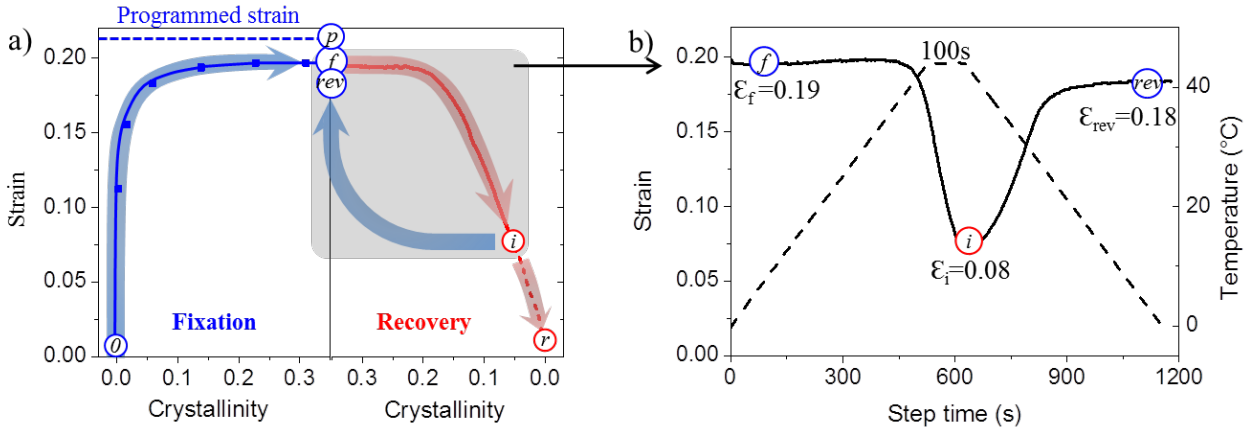 a)
Programmed strain
p
f
rev
i
r
0
0.20
0.15
0.10
0.05
0.00
Strain
Fixation
Recovery
0.0 0.1 0.2 0.3 0.3 0.2 0.1 0.0
Crystallinity Crystallinity
b)
100s
f
Ɛf=0.19
rev
Ɛrev=0.18
i
Ɛi=0.08
0.20
0.15
0.10
0.05
0.00
Strain
40
20
0
Temperature (°C)
0 300 600 900 1200
Step time (s)